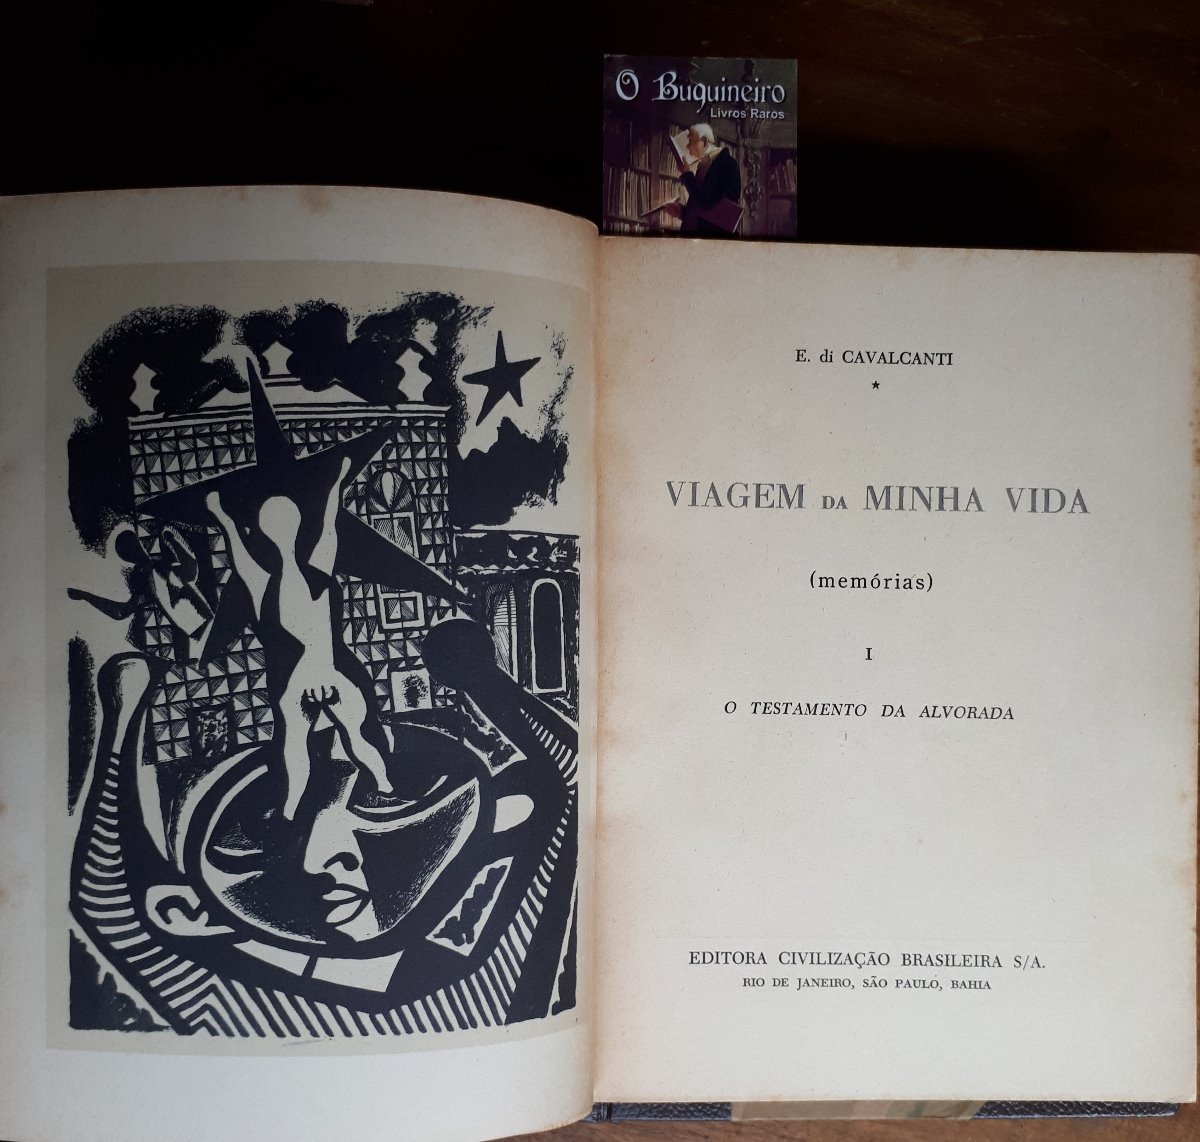 O Buquineiro
Livros Raros
E. di CAVALCANTI
VIAGEM DA MINHA VIDA
(memórias)
I
O TESTAMENTO DA ALVORADA
EDITORA CIVILIZAÇÃO BRASILEIRA S/A.
RIO DE JANEIRO, SÃO PAULO, BAHIA